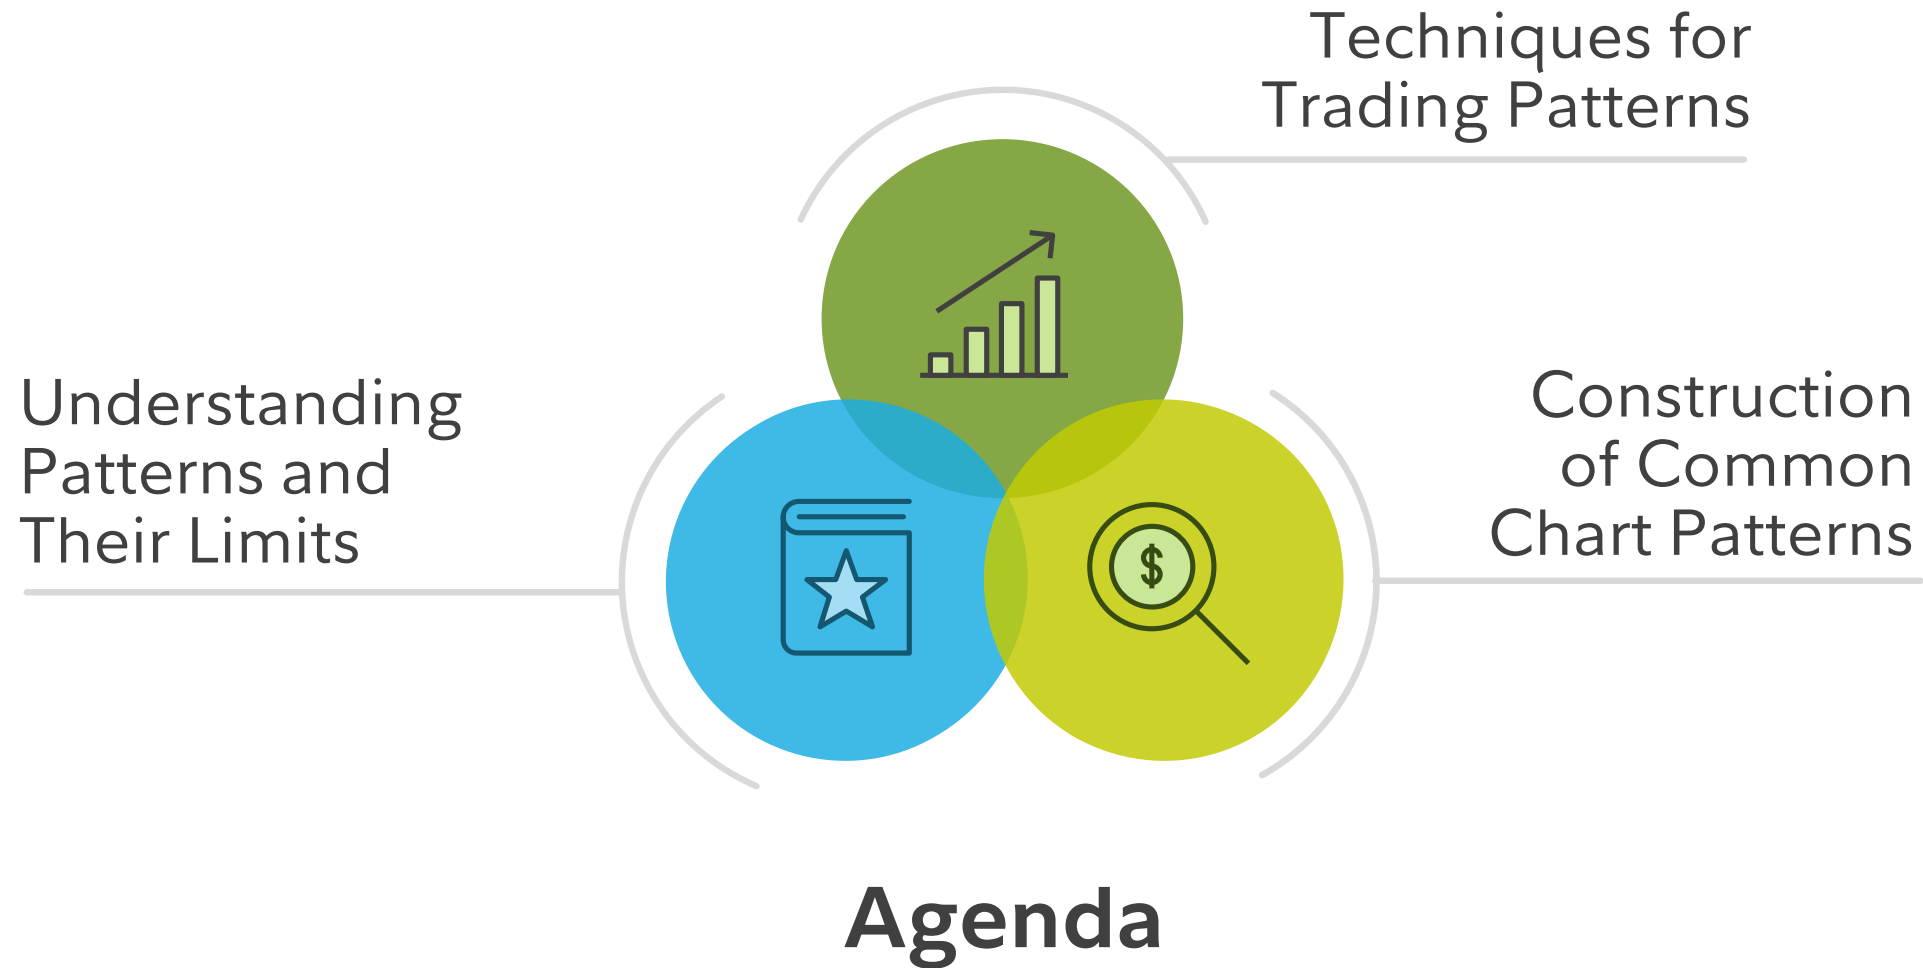 Techniques for
Trading Patterns
Understanding
Patterns and
Their Limits
Construction
of Common
Chart Patterns
$
Agenda